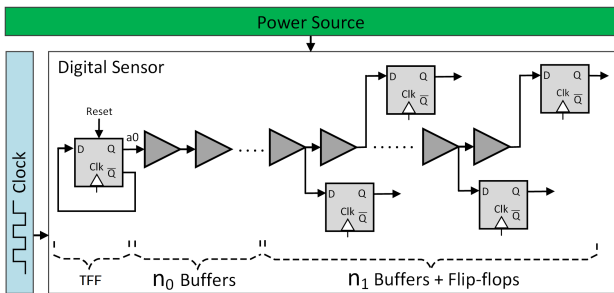 Power Source
Clock
Digital Sensor
Reset
D Q
Clk Q̅
a0
D Q
Clk Q̅
D Q
Clk Q̅
D Q
Clk Q̅
D Q
Clk Q̅
TFF
n₀ Buffers
n₁ Buffers + Flip-flops